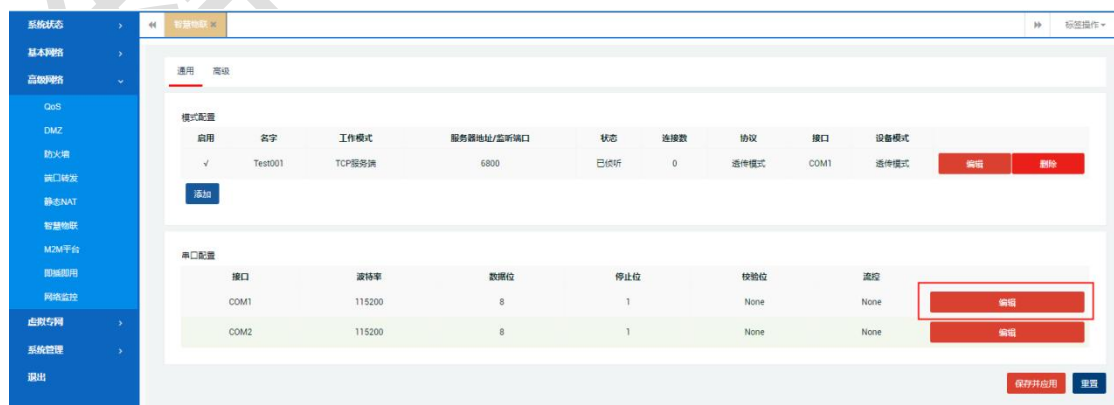 系统状态
基本网络
高级网络
QoS
DMZ
防火墙
端口转发
静态NAT
智慧物联
M2M平台
即插即用
网络监控
虚拟专网
系统管理
退出
智慧物联 ×
标签操作
通用 高级
模式配置
启用 名字 工作模式 服务器地址/监听端口 状态 连接数 协议 接口 设备模式
√ Test001 TCP服务端 6800 已侦听 0 透传模式 COM1 透传模式 编辑 删除
添加
串口配置
接口 波特率 数据位 停止位 校验位 流控
COM1 115200 8 1 None None 编辑
COM2 115200 8 1 None None 编辑
保存并应用 重置